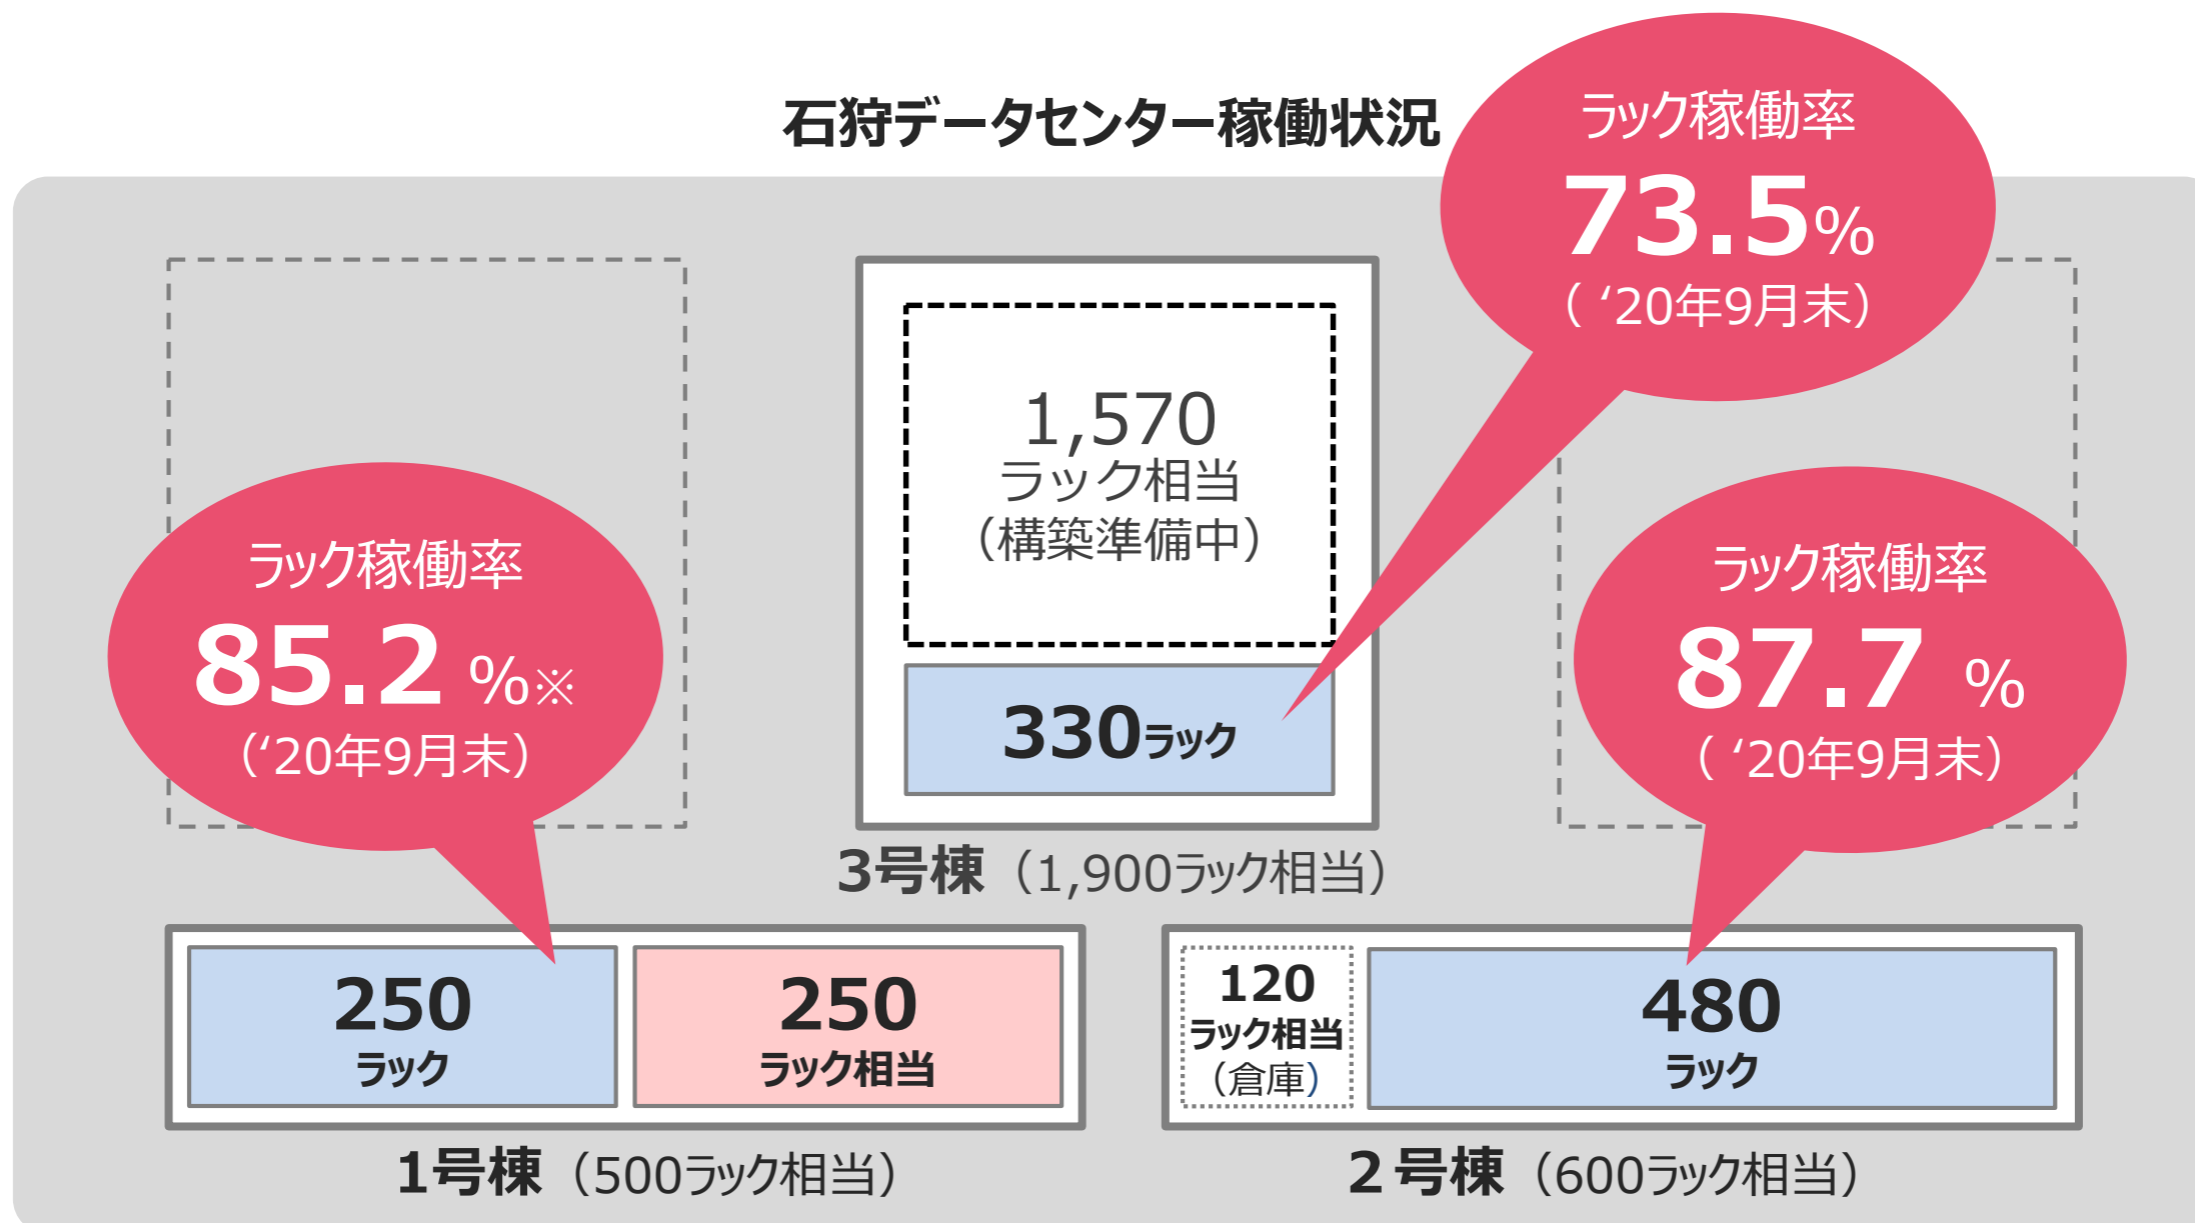 石狩データセンター稼働状況
ラック稼働率
73.5%
（ ‘20年9月末）
1,570
ラック相当
（構築準備中）
330ラック
3号棟（1,900ラック相当）
ラック稼働率
85.2 %※
（‘20年9月末）
ラック稼働率
87.7 %
（ ‘20年9月末）
250
ラック
250
ラック相当
1号棟（500ラック相当）
120
ラック相当
（倉庫）
480
ラック
２号棟（600ラック相当）